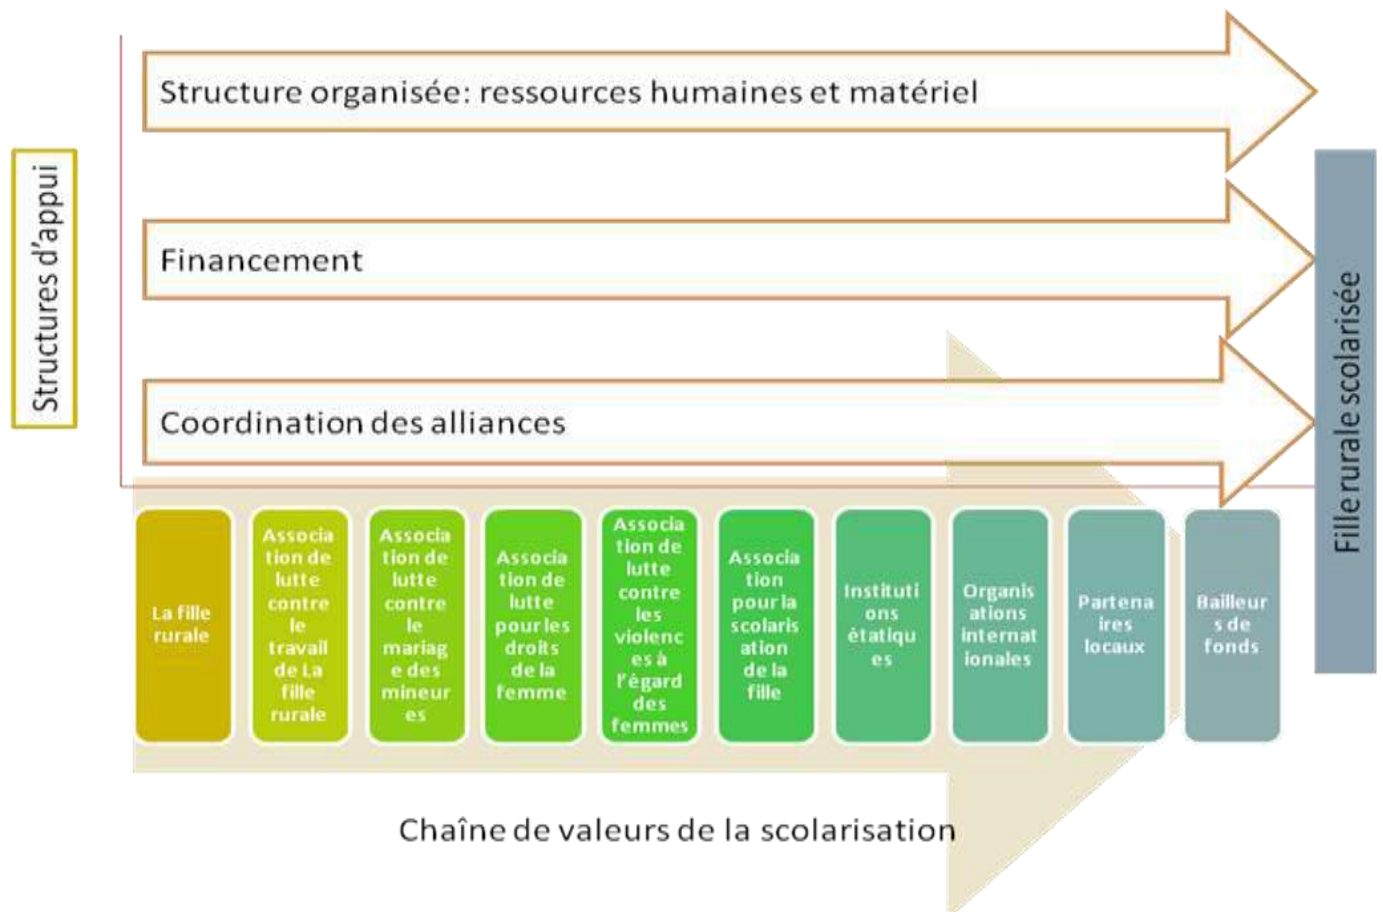 Structure organisée: ressources humaines et matériel
Structures d'appui
Financement
Coordination des alliances
Fille rurale scolarisée
La fille
rurale
Associa
tion de
lutte
contre
le
travail
de La
fille
rurale
Associa
tion de
lutte
contre
le
mariag
e des
mineur
es
Associa
tion de
lutte
pour les
droits
de la
femme
Associa
tion de
lutte
contre
les
violenc
es à
l'égard
des
femmes
Associa
tion
pour la
scolaris
ation
de la
fille
Instituti
ons
étatiqu
es
Organis
ations
internat
ionales
Partena
ires
locaux
Bailleur
s de
fonds
Chaîne de valeurs de la scolarisation